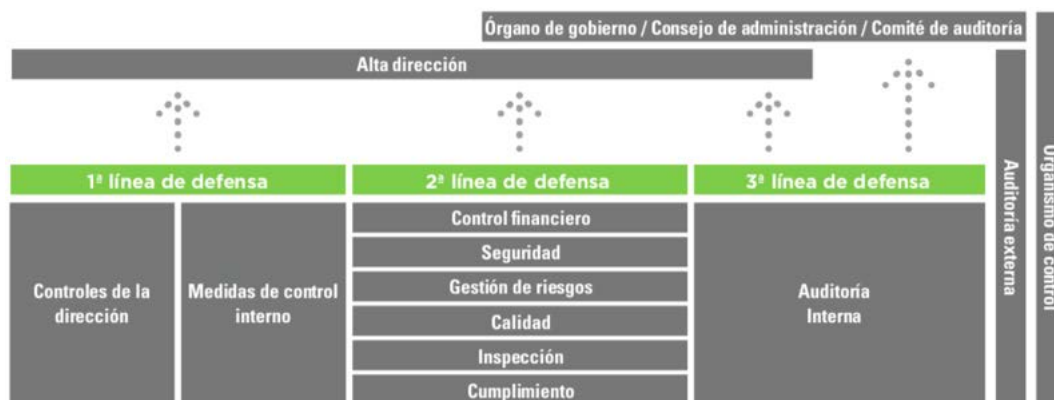 Órgano de gobierno / Consejo de administración / Comité de auditoría
Alta dirección
1ª línea de defensa
2ª línea de defensa
3ª línea de defensa
Controles de la
dirección
Medidas de control
interno
Control financiero
Seguridad
Gestión de riesgos
Calidad
Inspección
Cumplimiento
Auditoría
Interna
Auditoría externa
Organismo de control